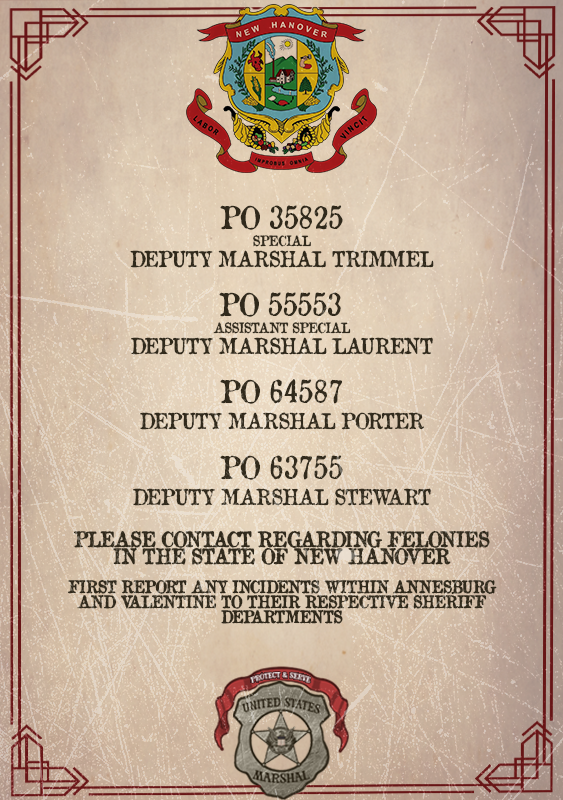 NEW HANOVER
LABOR
VINCIT
IMPROBUS OMNIA
PO 35825
SPECIAL
DEPUTY MARSHAL TRIMMEL
PO 55553
ASSISTANT SPECIAL
DEPUTY MARSHAL LAURENT
PO 64587
DEPUTY MARSHAL PORTER
PO 63755
DEPUTY MARSHAL STEWART
PLEASE CONTACT REGARDING FELONIES
IN THE STATE OF NEW HANOVER
FIRST REPORT ANY INCIDENTS WITHIN ANNESBURG
AND VALENTINE TO THEIR RESPECTIVE SHERIFF
DEPARTMENTS
PROTECT & SERVE
UNITED STATES
MARSHAL